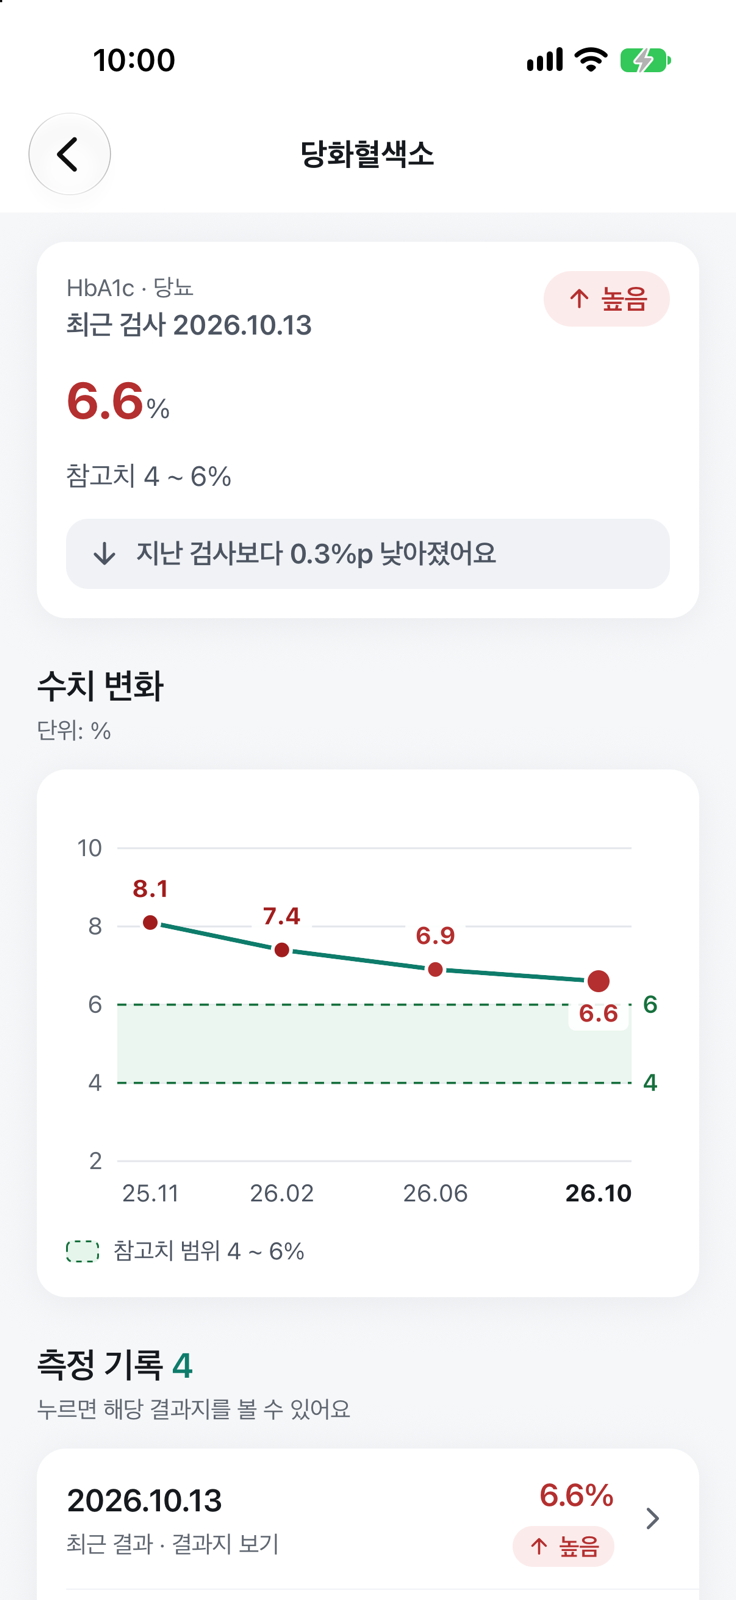 10:00
당화혈색소
HbA1c · 당뇨
↑ 높음
최근 검사 2026.10.13
6.6%
참고치 4 ~ 6%
↓ 지난 검사보다 0.3%p 낮아졌어요
수치 변화
단위: %
10
8.1
7.4
8
6.9
6
6
6.6
4
4
2
25.11
26.02
26.06
26.10
참고치 범위 4 ~ 6%
측정 기록 4
누르면 해당 결과지를 볼 수 있어요
2026.10.13
6.6%
최근 결과 · 결과지 보기
↑ 높음